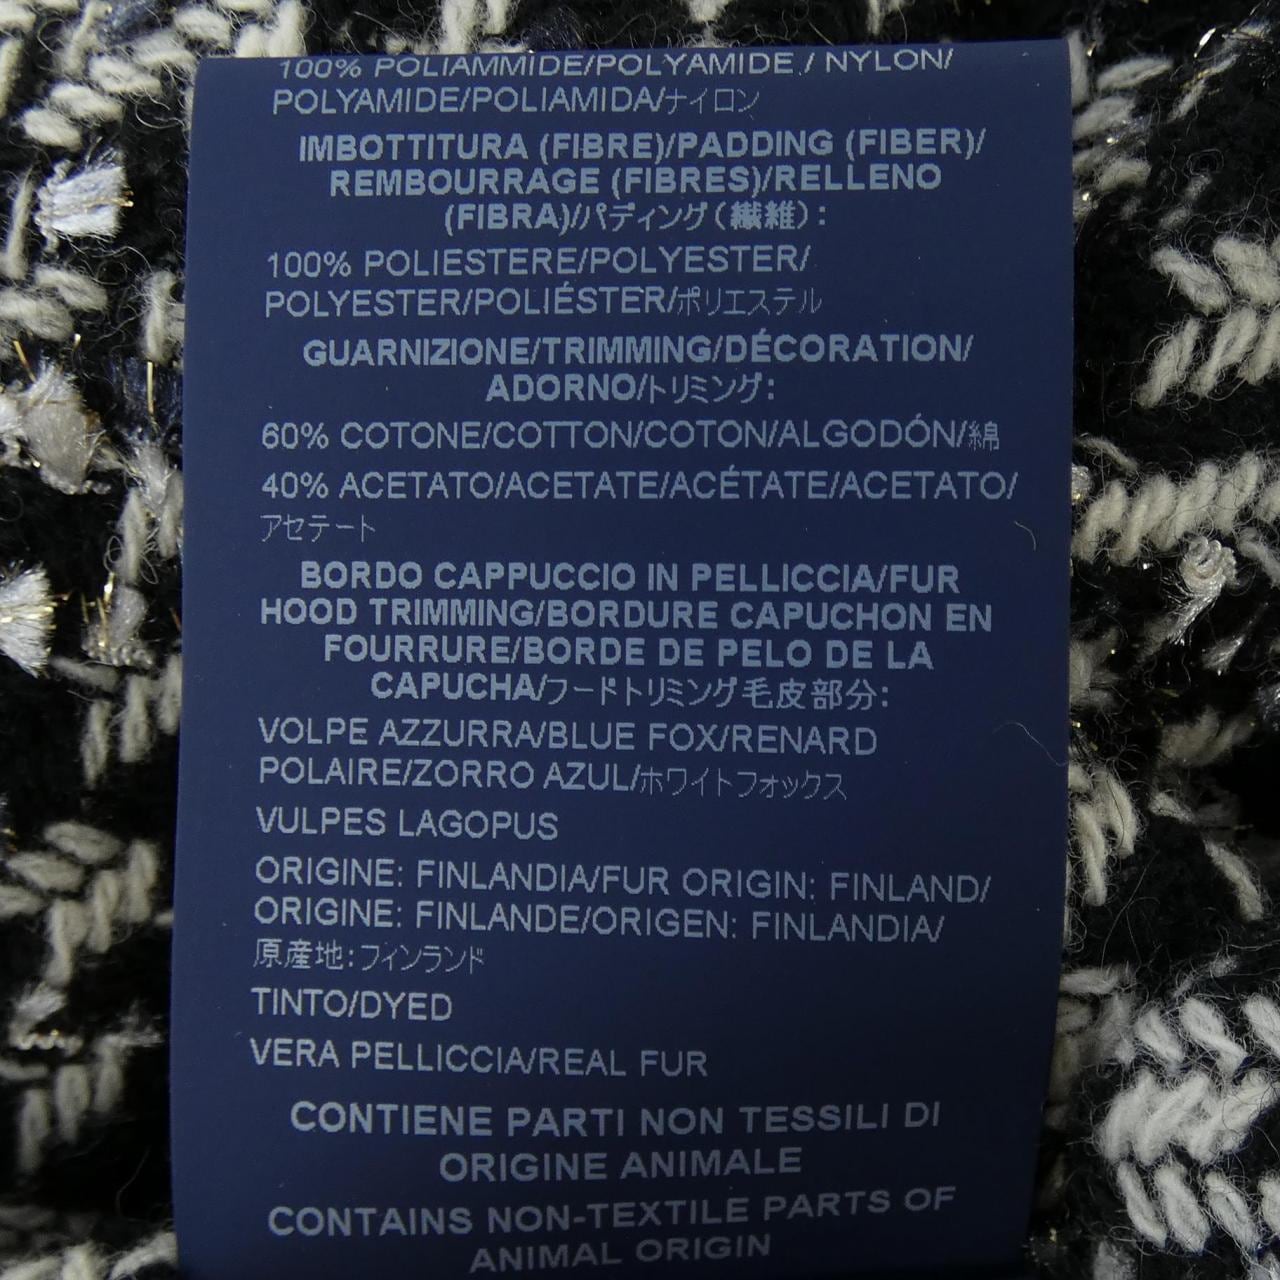 100% POLIAMMIDE/POLYAMIDE / NYLON/
POLYAMIDE/POLIAMIDA/ナイロン
IMBOTTITURA (FIBRE)/PADDING (FIBER)/
REMBOURRAGE (FIBRES)/RELLENO
(FIBRA)/パディング(繊維):
100% POLIESTERE/POLYESTER/
POLYESTER/POLIÉSTER/ポリエステル
GUARNIZIONE/TRIMMING/DÉCORATION/
ADORNO/トリミング:
60% COTONE/COTTON/COTON/ALGODÓN/綿
40% ACETATO/ACETATE/ACÉTATE/ACETATO/
アセテート
BORDO CAPPUCCIO IN PELLICCIA/FUR
HOOD TRIMMING/BORDURE CAPUCHON EN
FOURRURE/BORDE DE PELO DE LA
CAPUCHA/フードトリミング毛皮部分:
VOLPE AZZURRA/BLUE FOX/RENARD
POLAIRE/ZORRO AZUL/ホワイトフォックス
VULPES LAGOPUS
ORIGINE: FINLANDIA/FUR ORIGIN: FINLAND/
ORIGINE: FINLANDE/ORIGEN: FINLANDIA/
原産地:フィンランド
TINTO/DYED
VERA PELLICCIA/REAL FUR
CONTIENE PARTI NON TESSILI DI
ORIGINE ANIMALE
CONTAINS NON-TEXTILE PARTS OF
ANIMAL ORIGIN